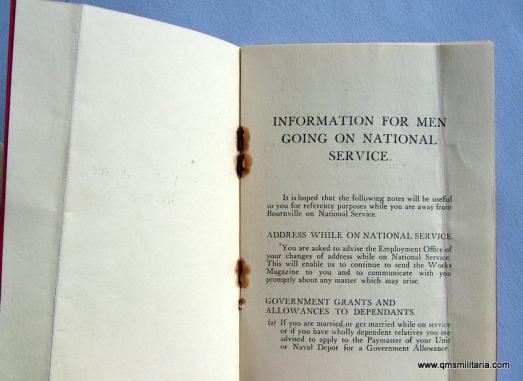 INFORMATION FOR MEN
GOING ON NATIONAL
SERVICE.
It is hoped that the following notes will be useful
to you for reference purposes while you are away from
Bournville on National Service.
ADDRESS WHILE ON NATIONAL SERVICE.
You are asked to advise the Employment Office of
your changes of address while on National Service.
This will enable us to continue to send the Works
Magazine to you and to communicate with you
promptly about any matter which may arise.
GOVERNMENT GRANTS AND
ALLOWANCES TO DEPENDANTS.
(a) If you are married or get married while on service
or if you have wholly dependent relatives you are
advised to apply to the Paymaster of your Unit
or Naval Depot for a Government Allowance
www.qmsmilitaria.com